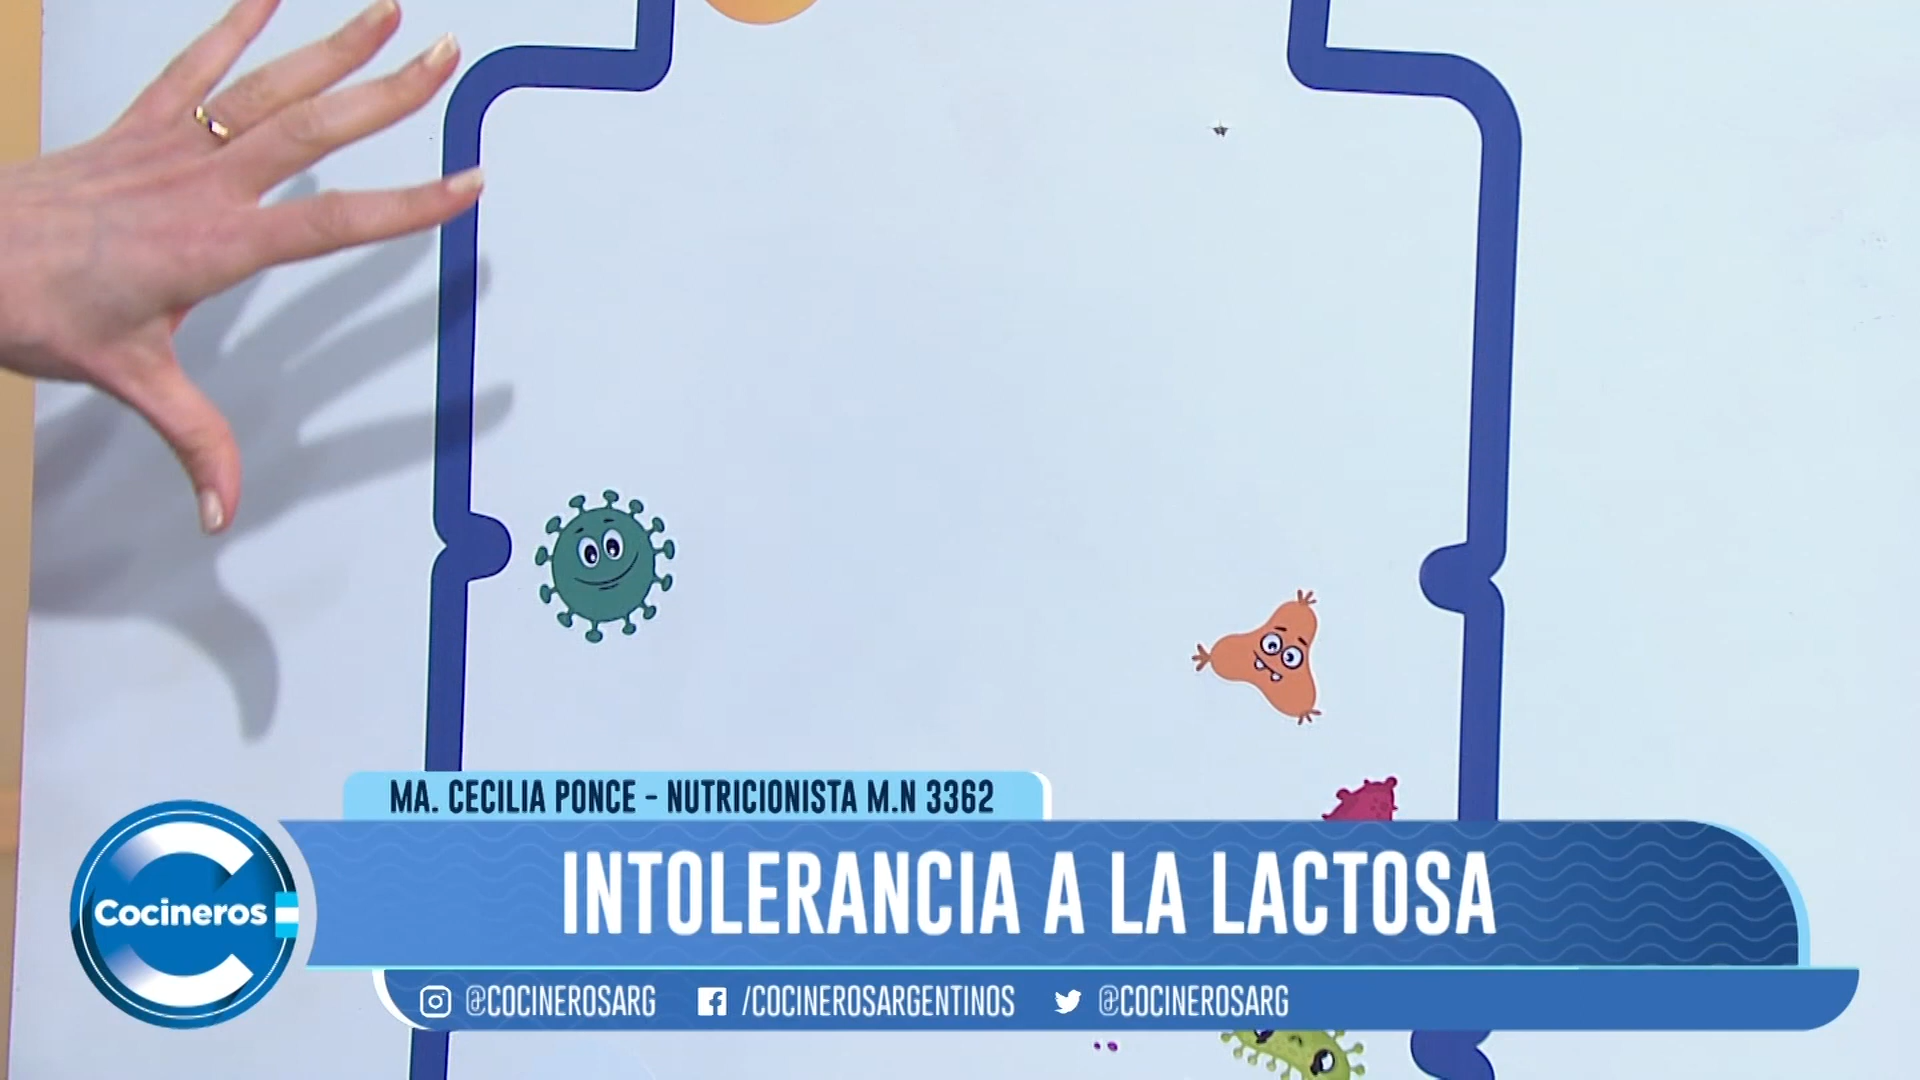 MA. CECILIA PONCE - NUTRICIONISTA M.N 3362
INTOLERANCIA A LA LACTOSA
Cocineros
@COCINEROSARG /COCINEROSARGENTINOS @COCINEROSARG